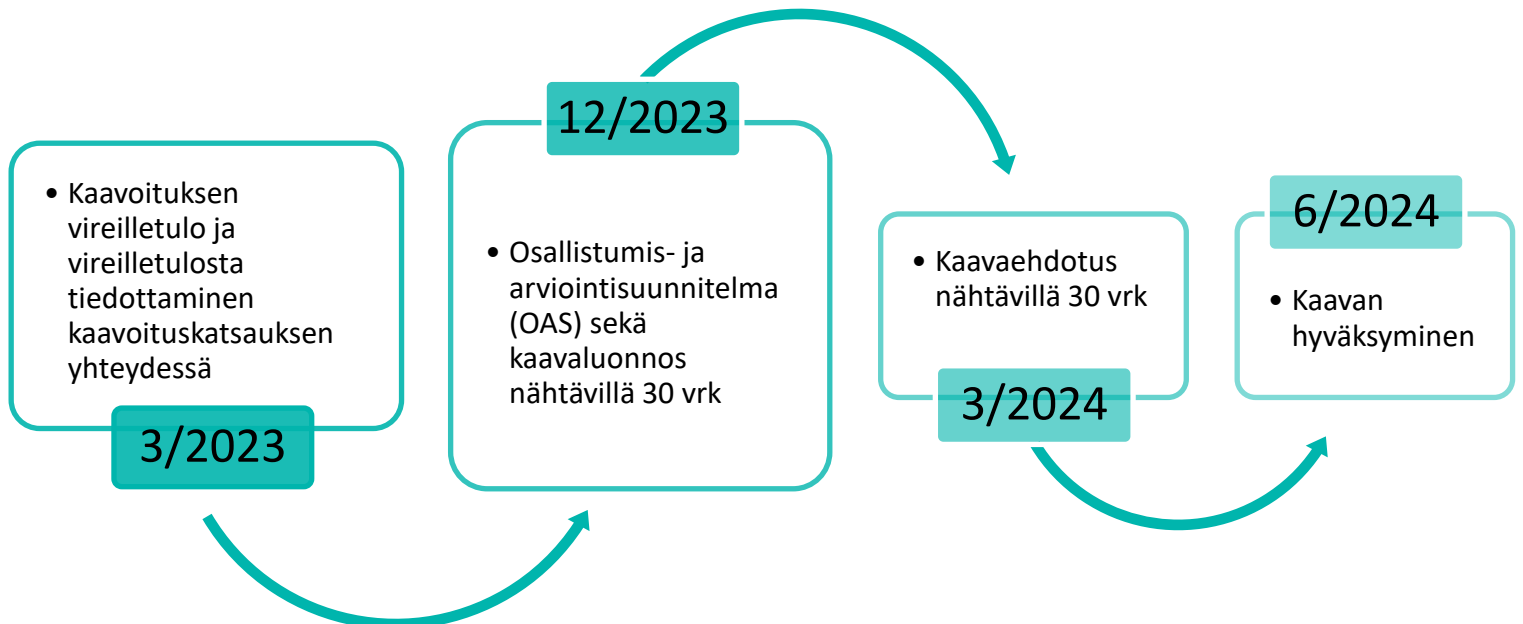 • Kaavoituksen
vireilletulo ja
vireilletulosta
tiedottaminen
kaavoituskatsauksen
yhteydessä
3/2023
12/2023
• Osallistumis- ja
arviointisuunnitelma
(OAS) sekä
kaavaluonnos
nähtävillä 30 vrk
• Kaavaehdotus
nähtävillä 30 vrk
3/2024
6/2024
• Kaavan
hyväksyminen